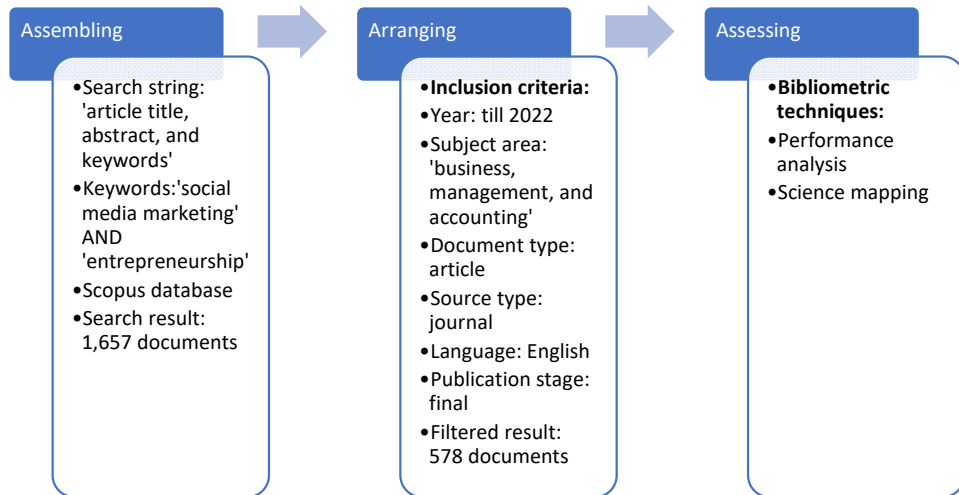 Assembling
•Search string:
'article title,
abstract, and
keywords'
•Keywords:'social
media marketing'
AND
'entrepreneurship'
•Scopus database
•Search result:
1,657 documents
Arranging
•Inclusion criteria:
•Year: till 2022
•Subject area:
'business,
management, and
accounting'
•Document type:
article
•Source type:
journal
•Language: English
•Publication stage:
final
•Filtered result:
578 documents
Assessing
•Bibliometric
techniques:
•Performance
analysis
•Science mapping